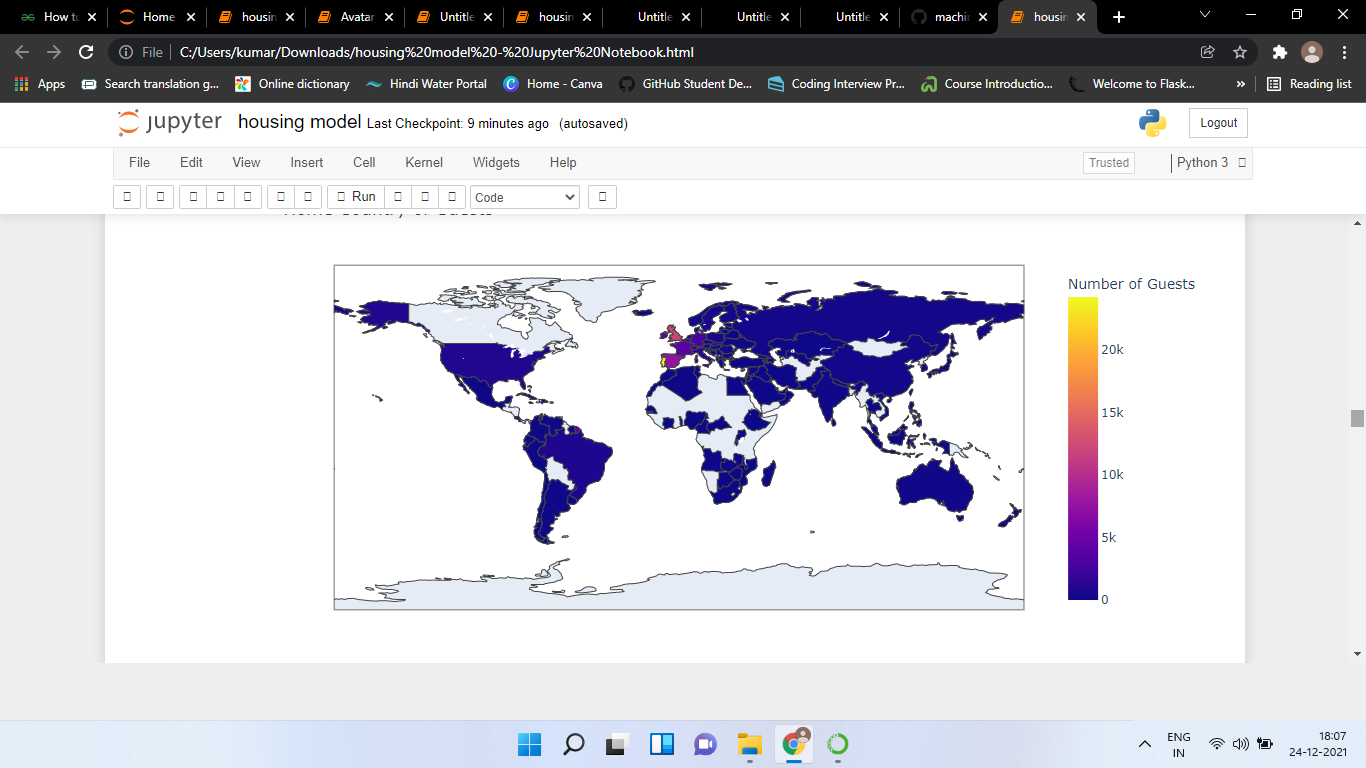 How to
Home
housin
Avatar
Untitle
housin
Untitle
Untitle
Untitle
machi
housin
File
C:/Users/kumar/Downloads/housing%20model%20-%20Jupyter%20Notebook.html
Apps
Search translation g...
Online dictionary
Hindi Water Portal
Home - Canva
GitHub Student De...
Coding Interview Pr...
Course Introductio...
Welcome to Flask...
»
Reading list
jupyter housing model Last Checkpoint: 9 minutes ago (autosaved)
Logout
File Edit View Insert Cell Kernel Widgets Help
Trusted
Python 3
Run
Code
Home Country of Guests
Number of Guests
20k
15k
10k
5k
0
ENG
IN
18:07
24-12-2021